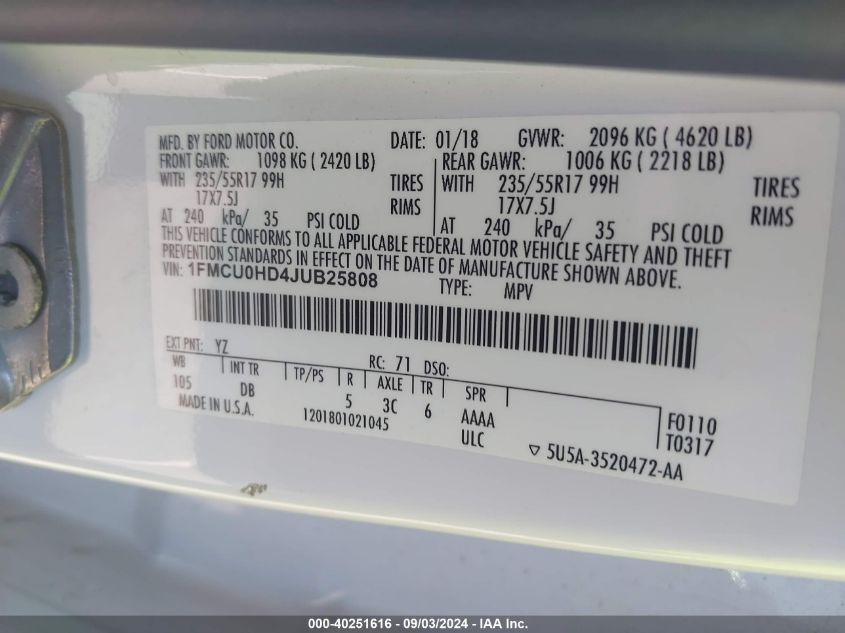 MFD. BY FORD MOTOR CO. DATE: 01/18 GVWR: 2096 KG ( 4620 LB)
FRONT GAWR: 1098 KG ( 2420 LB) REAR GAWR: 1006 KG ( 2218 LB)
WITH 235/55R17 99H TIRES WITH 235/55R17 99H TIRES
17X7.5J RIMS 17X7.5J RIMS
AT 240 kPa/ 35 PSI COLD AT 240 kPa/ 35 PSI COLD
THIS VEHICLE CONFORMS TO ALL APPLICABLE FEDERAL MOTOR VEHICLE SAFETY AND THEFT
PREVENTION STANDARDS IN EFFECT ON THE DATE OF MANUFACTURE SHOWN ABOVE.
VIN: 1FMCU0HD4JUB25808 TYPE: MPV
EXT PNT: YZ RC: 71 DSO:
WB INT TR TP/PS R AXLE TR SPR
105 DB 5 3C 6 AAAA F0110
MADE IN U.S.A. 1201801021045 ULC T0317
▽ 5U5A-3520472-AA
000-40251616 - 09/03/2024 - IAA Inc.